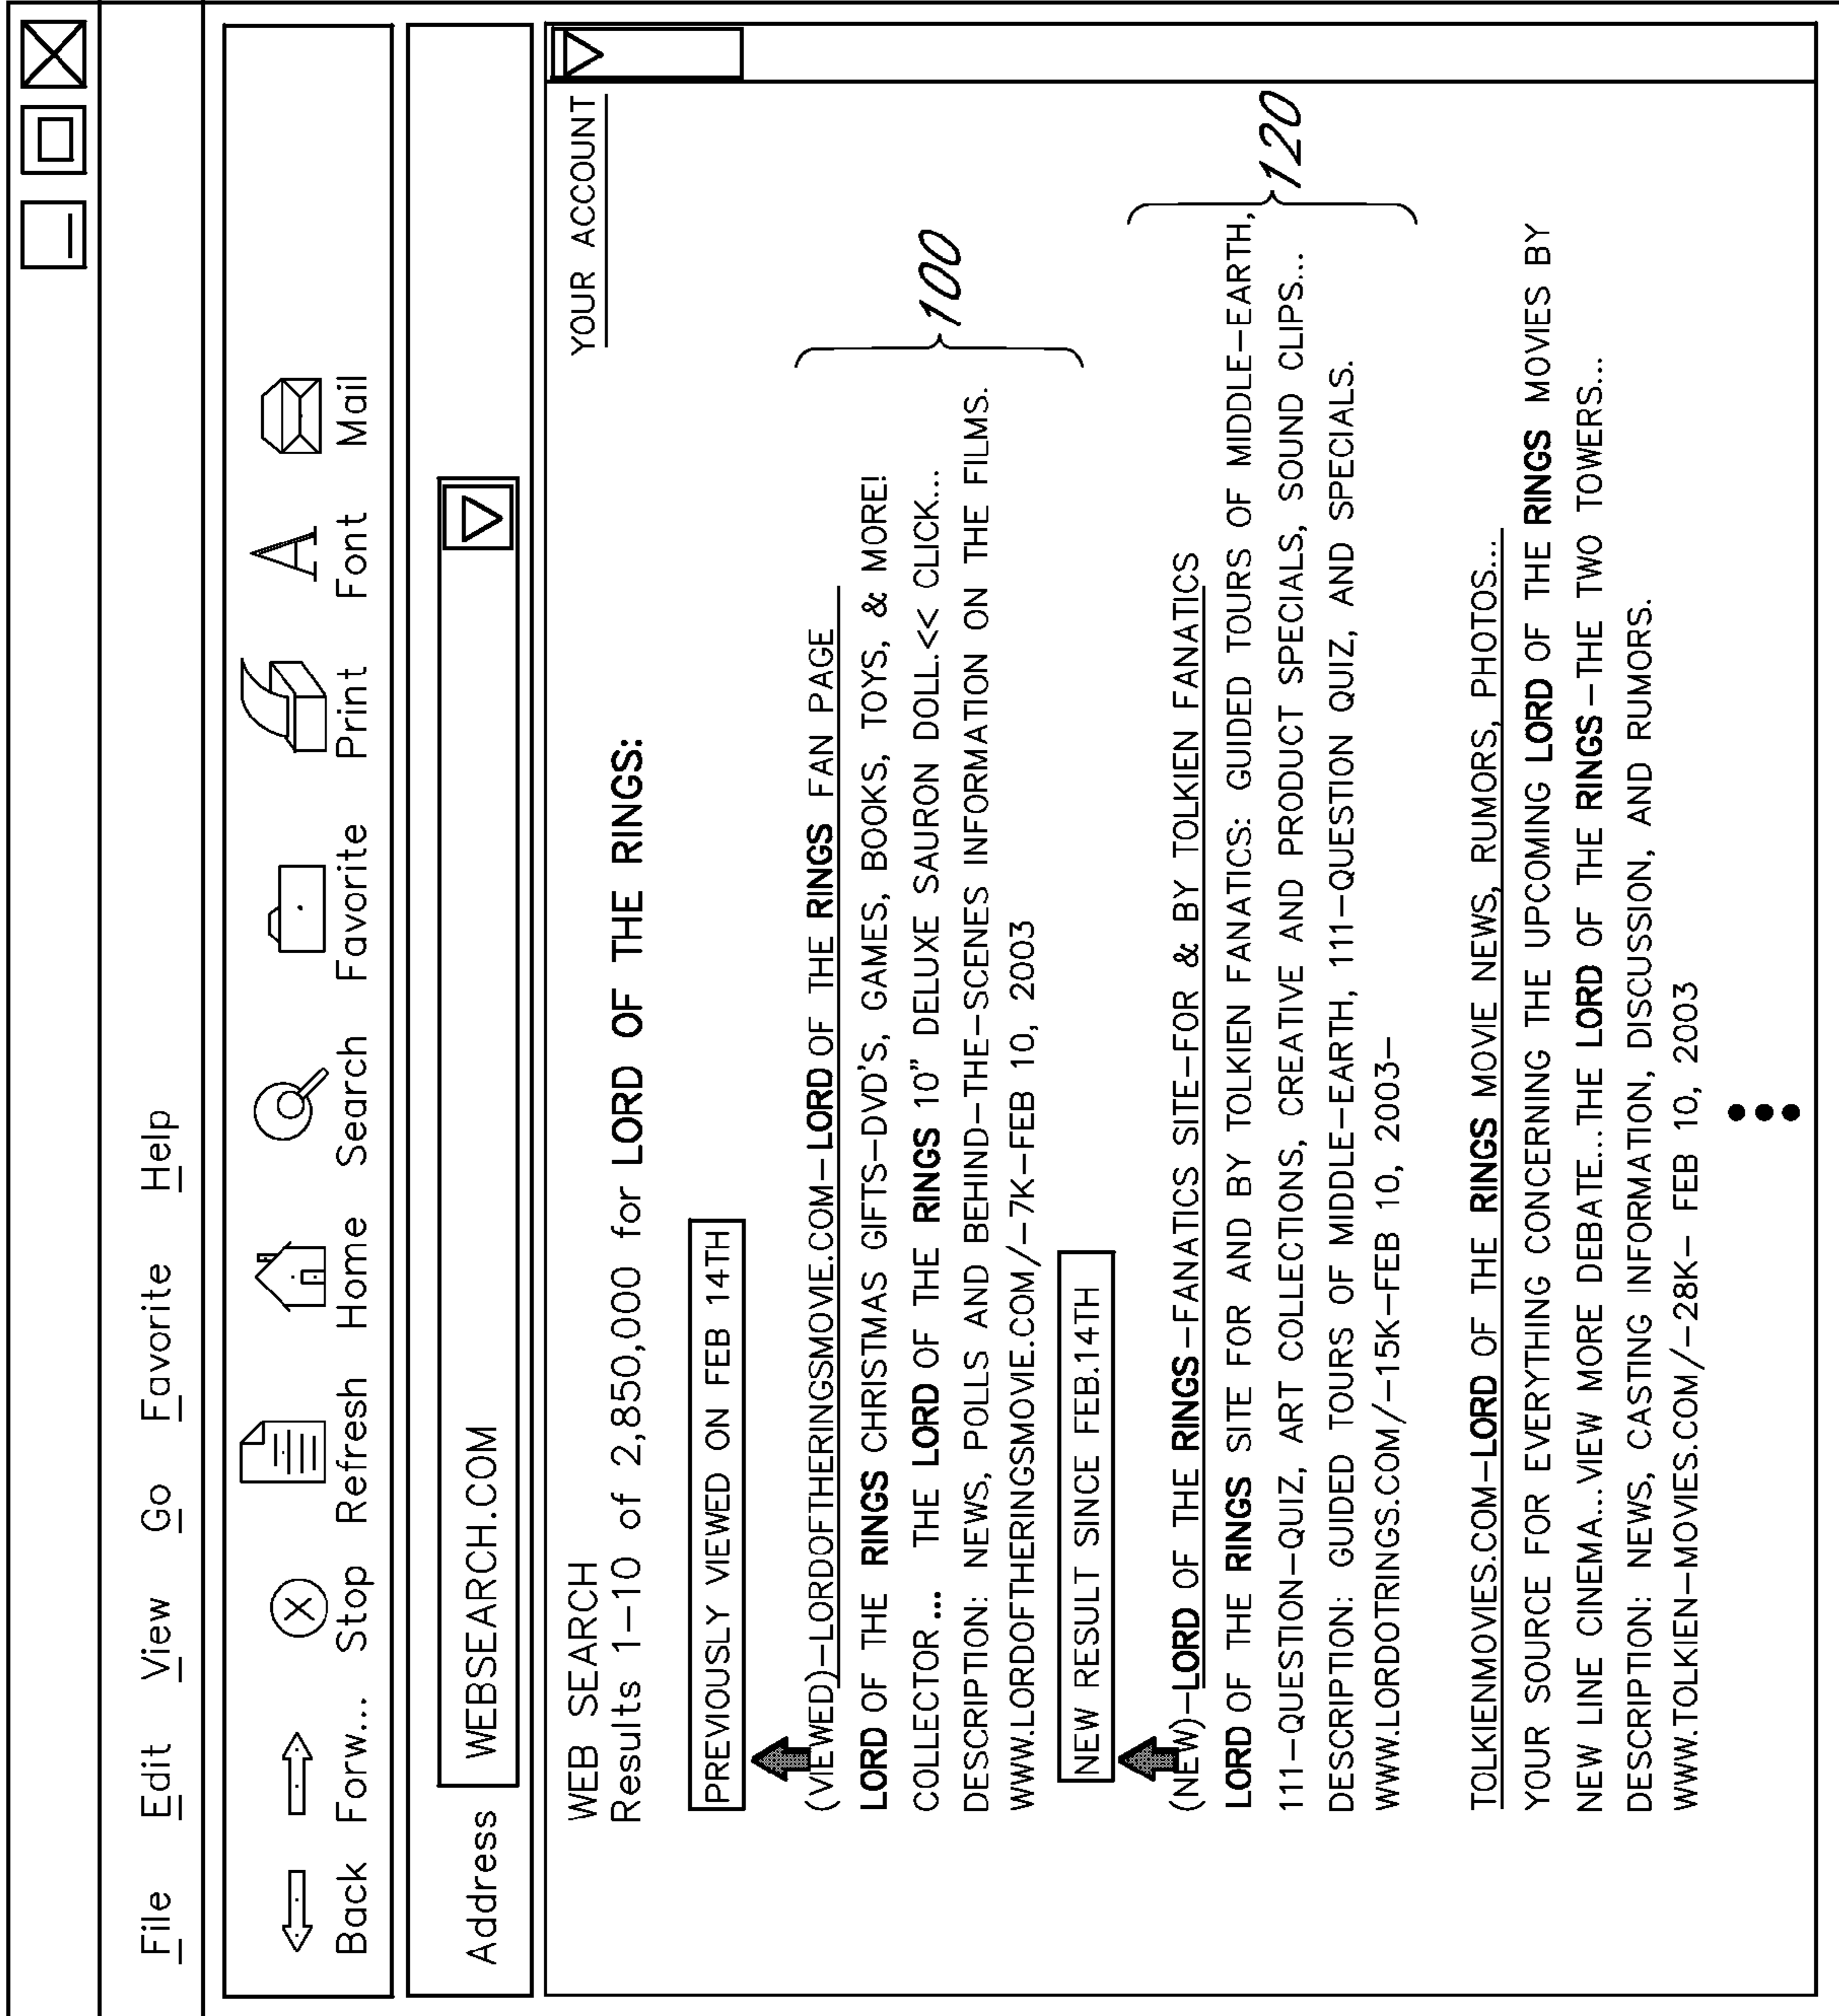 File Edit View Go Favorite Help
Back Forw... Stop Refresh Home Search Favorite Print Font Mail
Address WEBSEARCH.COM
YOUR ACCOUNT
WEB SEARCH
Results 1-10 of 2,850,000 for LORD OF THE RINGS:
PREVIOUSLY VIEWED ON FEB 14TH
(VIEWED)-LORDOFTHERINGSMOVIE.COM-LORD OF THE RINGS FAN PAGE
LORD OF THE RINGS CHRISTMAS GIFTS-DVD'S, GAMES, BOOKS, TOYS, & MORE!
COLLECTOR... THE LORD OF THE RINGS 10" DELUXE SAURON DOLL.<< CLICK...
DESCRIPTION: NEWS, POLLS AND BEHIND-THE-SCENES INFORMATION ON THE FILMS.
WWW.LORDOFTHERINGSMOVIE.COM/-7K-FEB 10, 2003
100
NEW RESULT SINCE FEB.14TH
(NEW)-LORD OF THE RINGS-FANATICS SITE-FOR & BY TOLKIEN FANATICS
LORD OF THE RINGS SITE FOR AND BY TOLKIEN FANATICS: GUIDED TOURS OF MIDDLE-EARTH,
111-QUESTION-QUIZ, ART COLLECTIONS, CREATIVE AND PRODUCT SPECIALS, SOUND CLIPS...
DESCRIPTION: GUIDED TOURS OF MIDDLE-EARTH, 111-QUESTION QUIZ, AND SPECIALS.
WWW.LORDOTRINGS.COM/-15K-FEB 10, 2003-
120
TOLKIENMOVIES.COM-LORD OF THE RINGS MOVIE NEWS, RUMORS, PHOTOS...
YOUR SOURCE FOR EVERYTHING CONCERNING THE UPCOMING LORD OF THE RINGS MOVIES BY
NEW LINE CINEMA...VIEW MORE DEBATE...THE LORD OF THE RINGS-THE TWO TOWERS...
DESCRIPTION: NEWS, CASTING INFORMATION, DISCUSSION, AND RUMORS.
WWW.TOLKIEN-MOVIES.COM/-28K- FEB 10, 2003